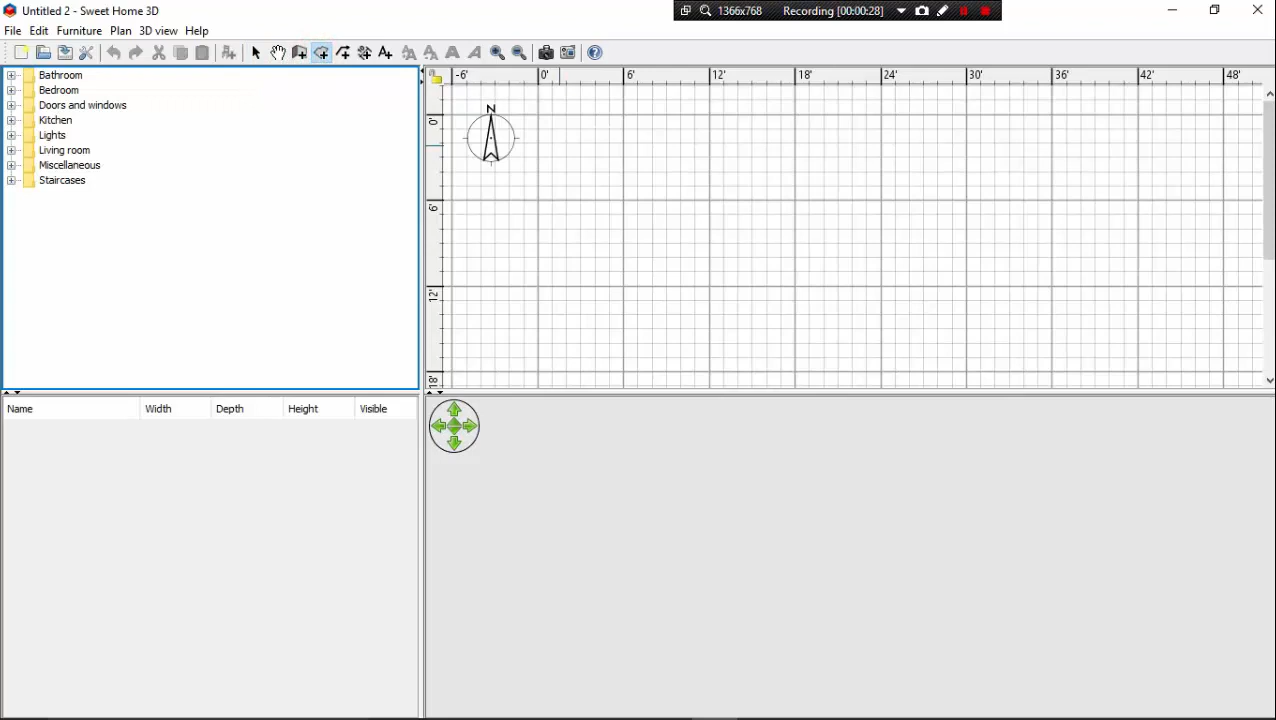 Untitled 2 - Sweet Home 3D
1366x768 Recording [00:00:28]
File Edit Furniture Plan 3D view Help
Bathroom
Bedroom
Doors and windows
Kitchen
Lights
Living room
Miscellaneous
Staircases
-6' 0' 6' 12' 18' 24' 30' 36' 42' 48'
N
0'
6'
12'
18'
Name Width Depth Height Visible